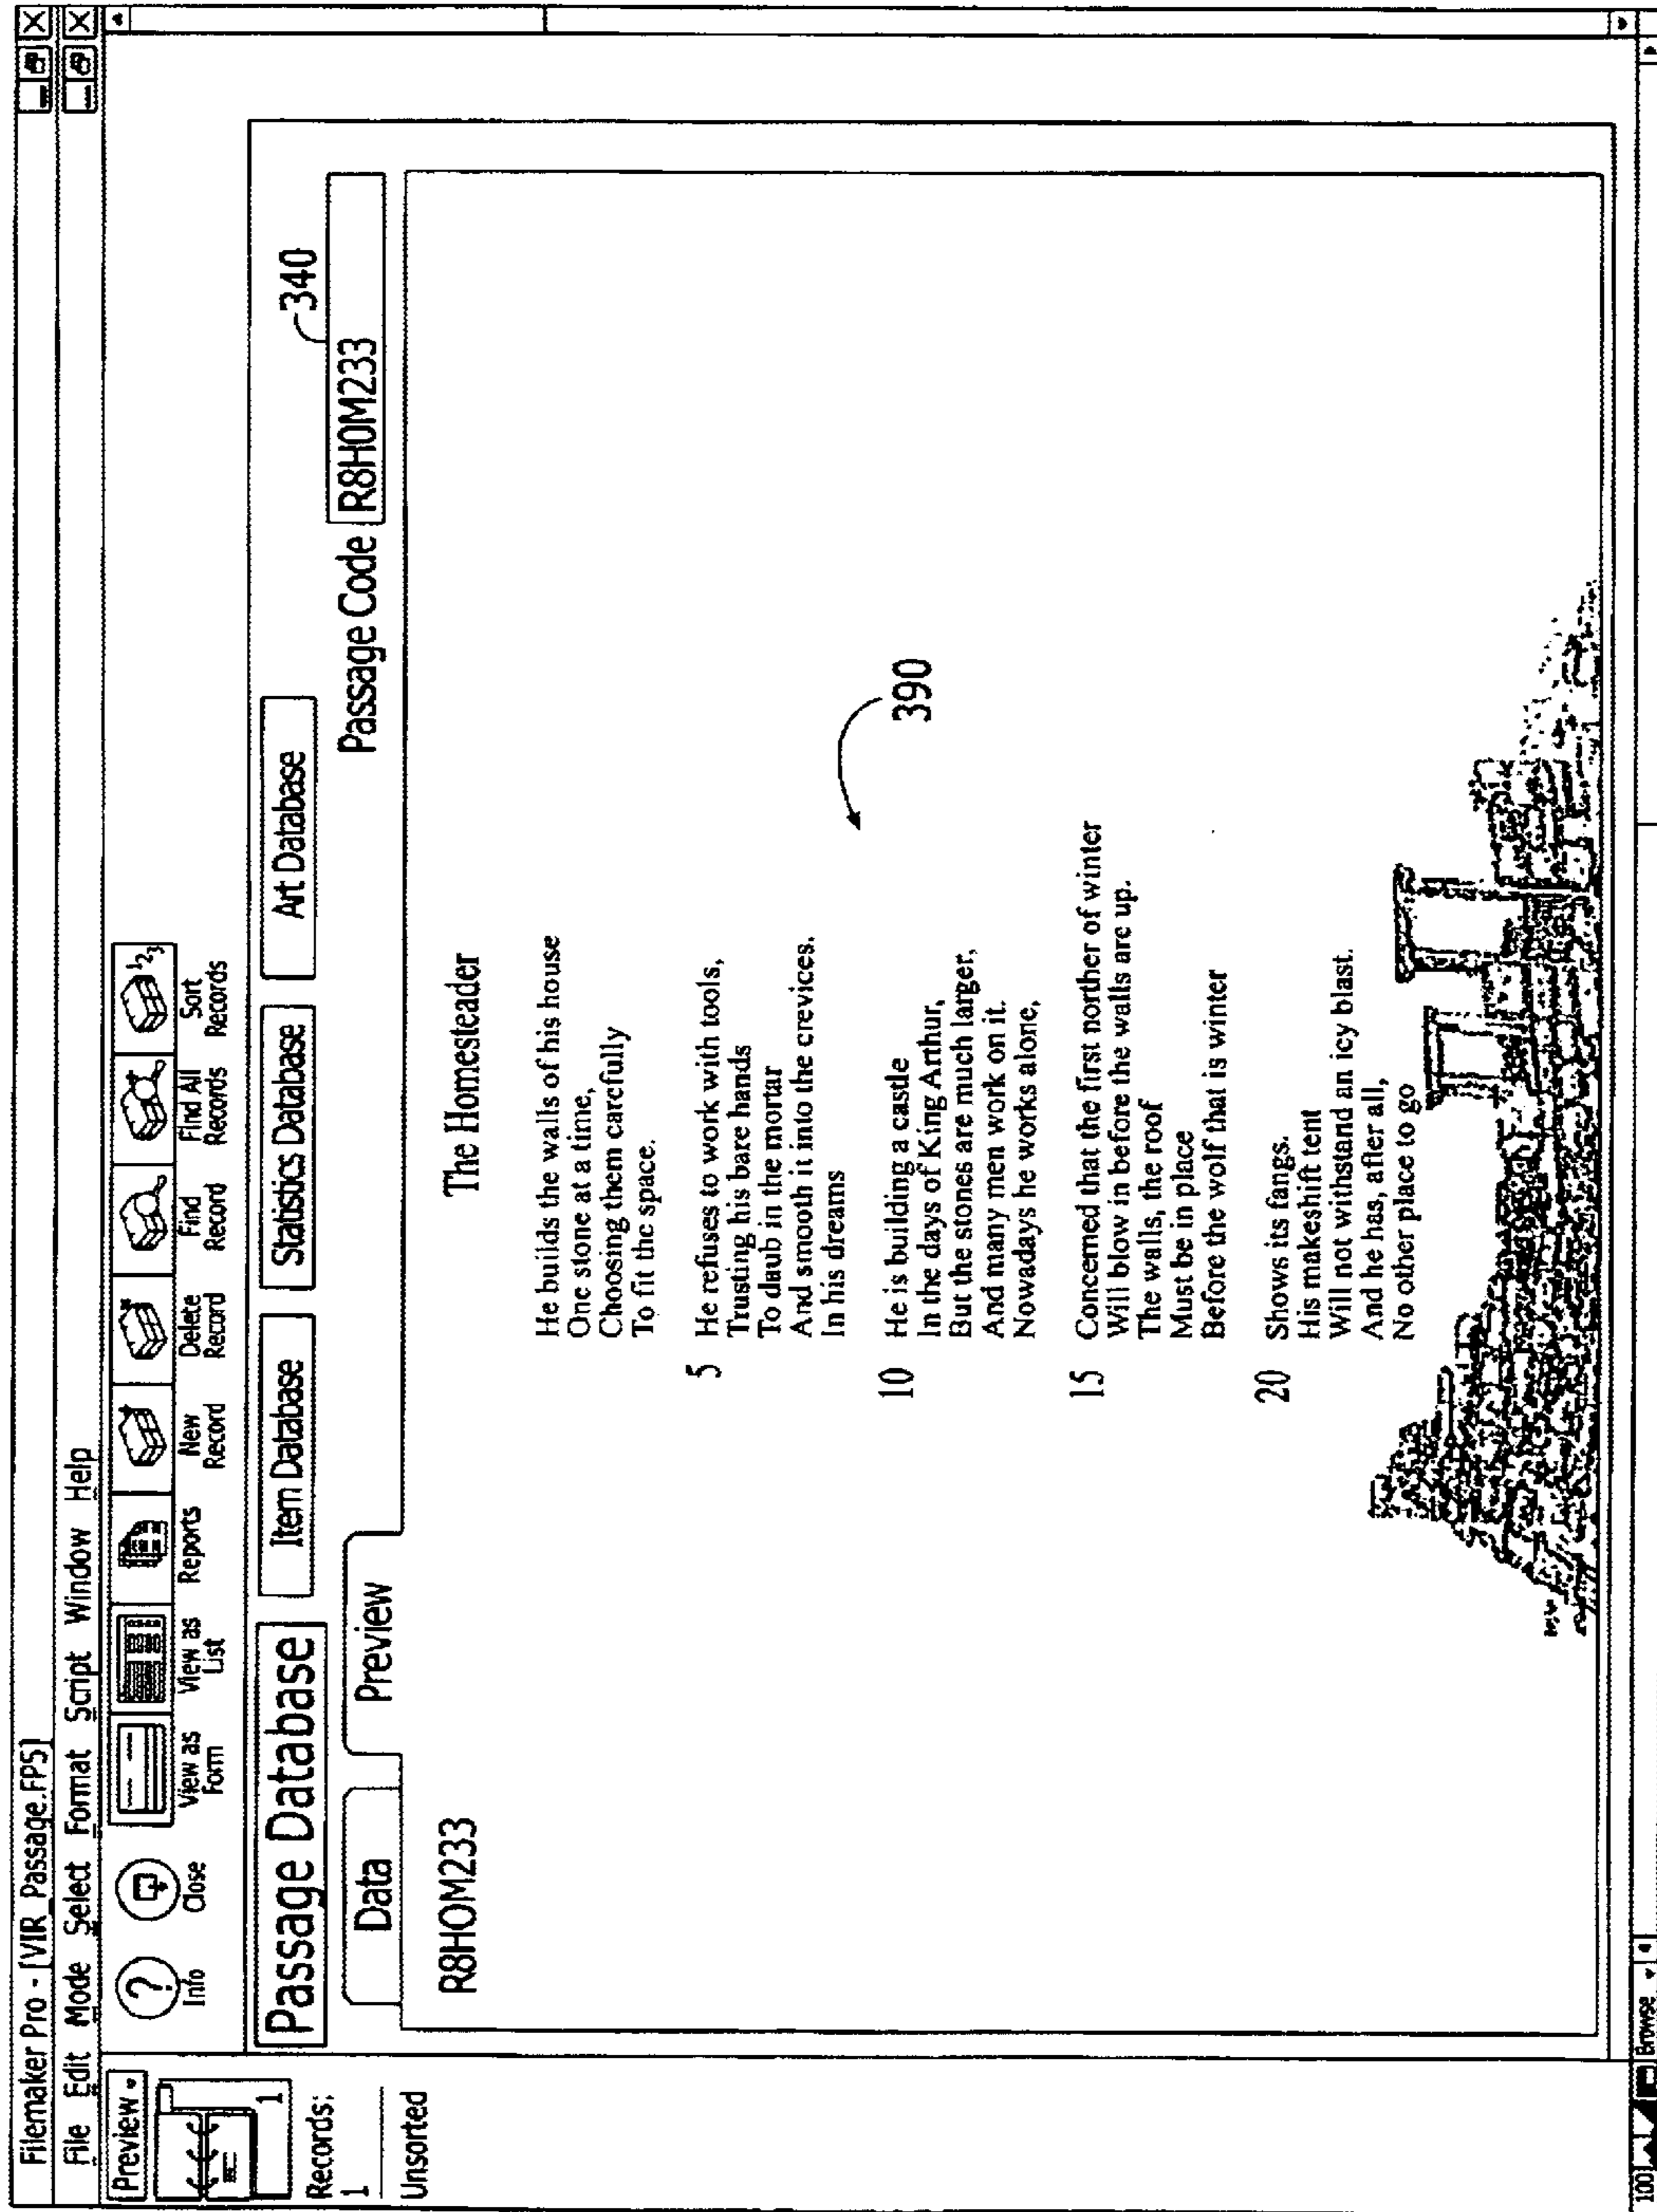 Filemaker Pro - [VIR_Passage.FP5]
File Edit Mode Select Format Script Window Help
Preview
1
Records:
1
Unsorted
Info
Close
View as Form
View as List
Reports
New Record
Delete Record
Find Record
Find All Records
Sort Records
Passage Database
Item Database
Statistics Database
Art Database
Data
Preview
Passage Code R8HOM233
340
R8HOM233
The Homesteader
He builds the walls of his house
One stone at a time,
Choosing them carefully
To fit the space.
5 He refuses to work with tools,
Trusting his bare hands
To daub in the mortar
And smooth it into the crevices.
In his dreams
10 He is building a castle
In the days of King Arthur,
But the stones are much larger,
And many men work on it.
Nowadays he works alone,
15 Concerned that the first norther of winter
Will blow in before the walls are up.
The walls, the roof
Must be in place
Before the wolf that is winter
20 Shows its fangs.
His makeshift tent
Will not withstand an icy blast.
And he has, after all,
No other place to go
390
100 Browse